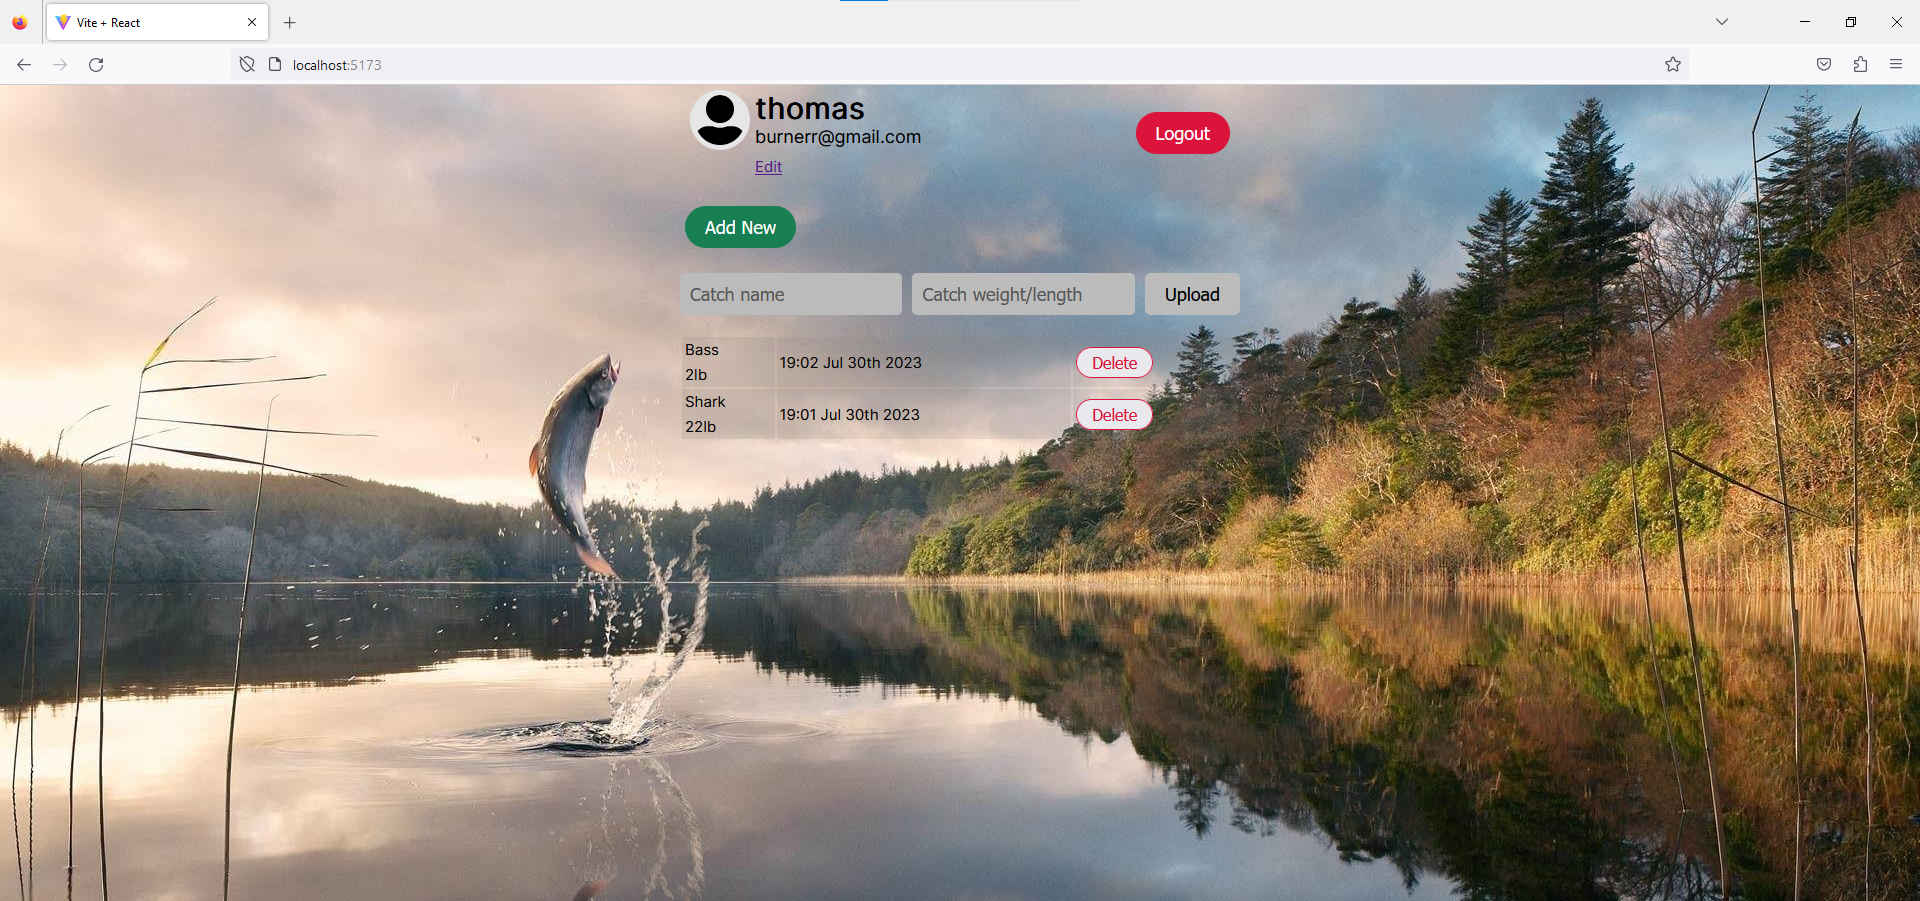 Vite + React
localhost:5173
thomas
burnerr@gmail.com
Edit
Logout
Add New
Catch name
Catch weight/length
Upload
Bass
2lb
19:02 Jul 30th 2023
Delete
Shark
22lb
19:01 Jul 30th 2023
Delete